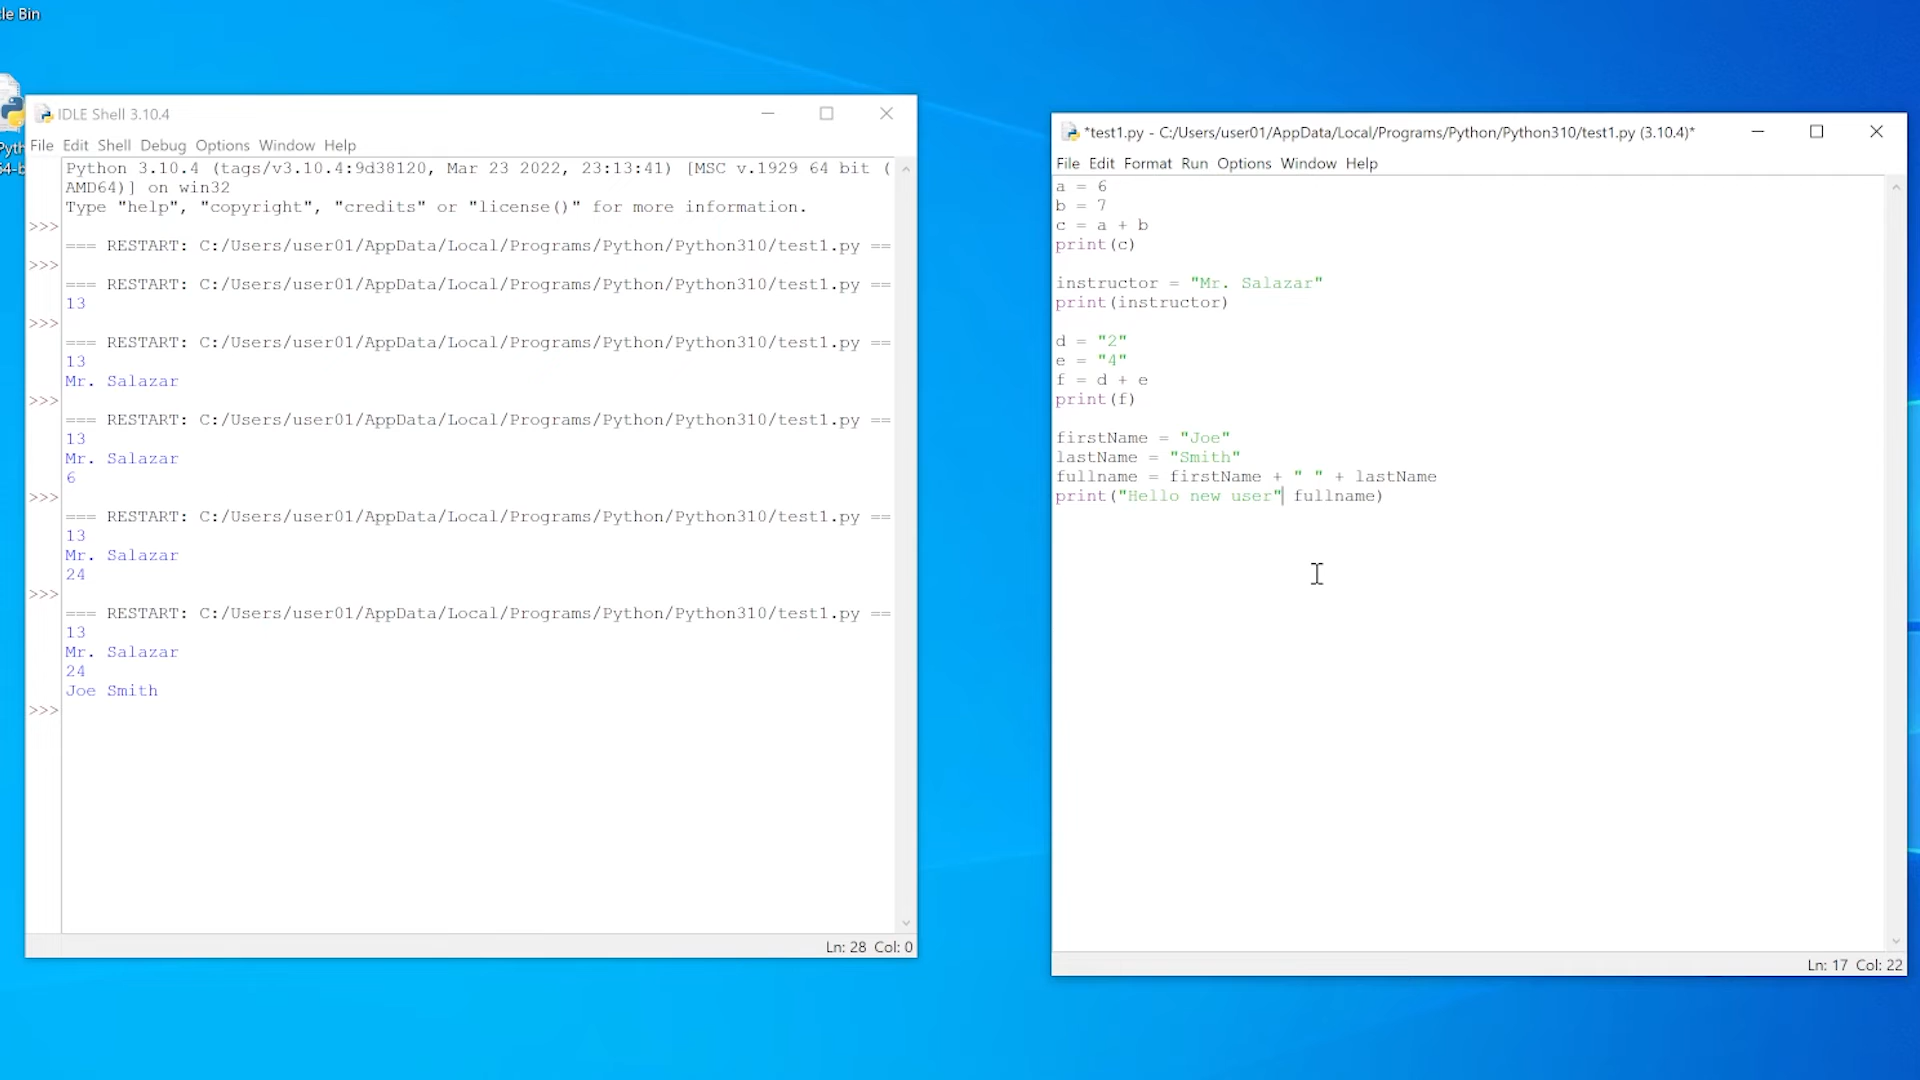 le Bin
Pyth
64-b
IDLE Shell 3.10.4
File Edit Shell Debug Options Window Help
Python 3.10.4 (tags/v3.10.4:9d38120, Mar 23 2022, 23:13:41) [MSC v.1929 64 bit (
AMD64)] on win32
Type "help", "copyright", "credits" or "license()" for more information.
>>>
=== RESTART: C:/Users/user01/AppData/Local/Programs/Python/Python310/test1.py ==
>>>
=== RESTART: C:/Users/user01/AppData/Local/Programs/Python/Python310/test1.py ==
13
>>>
=== RESTART: C:/Users/user01/AppData/Local/Programs/Python/Python310/test1.py ==
13
Mr. Salazar
>>>
=== RESTART: C:/Users/user01/AppData/Local/Programs/Python/Python310/test1.py ==
13
Mr. Salazar
6
>>>
=== RESTART: C:/Users/user01/AppData/Local/Programs/Python/Python310/test1.py ==
13
Mr. Salazar
24
>>>
=== RESTART: C:/Users/user01/AppData/Local/Programs/Python/Python310/test1.py ==
13
Mr. Salazar
24
Joe Smith
>>>
Ln: 28 Col: 0
*test1.py - C:/Users/user01/AppData/Local/Programs/Python/Python310/test1.py (3.10.4)*
File Edit Format Run Options Window Help
a = 6
b = 7
c = a + b
print(c)
instructor = "Mr. Salazar"
print(instructor)
d = "2"
e = "4"
f = d + e
print(f)
firstName = "Joe"
lastName = "Smith"
fullname = firstName + " " + lastName
print("Hello new user" fullname)
Ln: 17 Col: 22